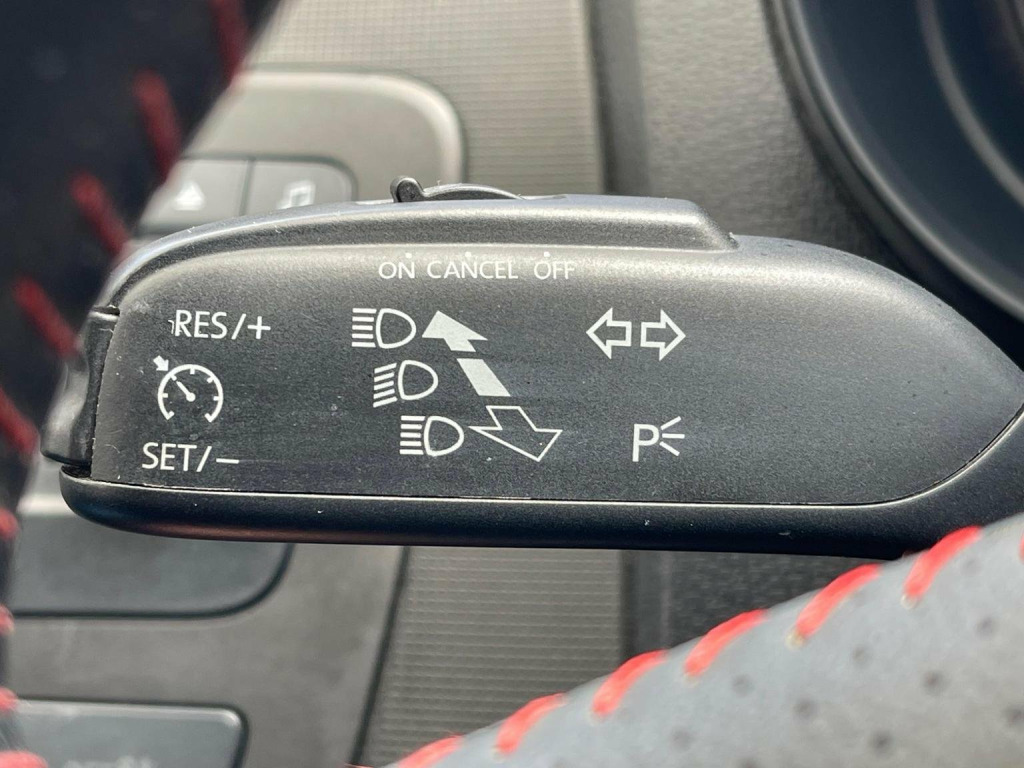 ON CANCEL OFF
RES/+
SET/-
P